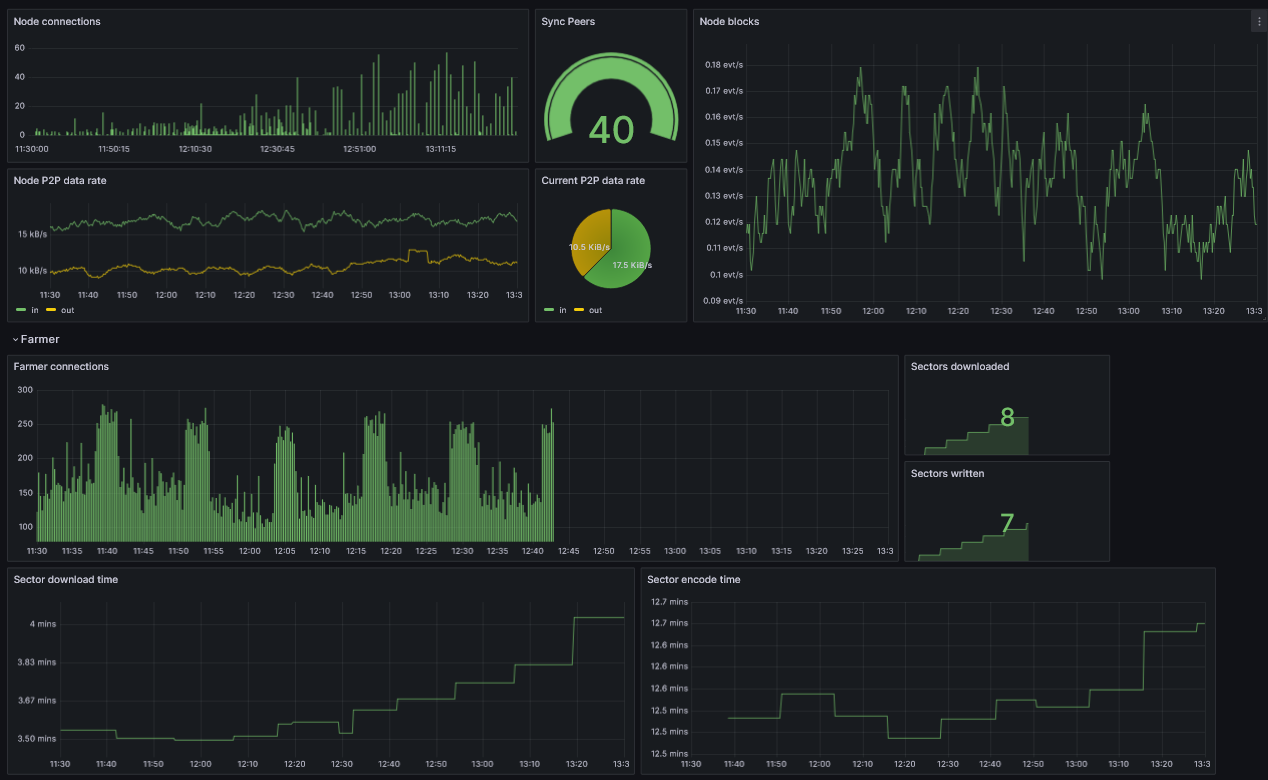 Node connections
60
40
20
0
11:30:00 11:50:15 12:10:30 12:30:45 12:51:00 13:11:15
Sync Peers
40
Node blocks
0.18 evt/s
0.17 evt/s
0.16 evt/s
0.15 evt/s
0.14 evt/s
0.13 evt/s
0.12 evt/s
0.11 evt/s
0.1 evt/s
0.09 evt/s
11:30 11:40 11:50 12:00 12:10 12:20 12:30 12:40 12:50 13:00 13:10 13:20 13:3
Node P2P data rate
15 kB/s
10 kB/s
11:30 11:40 11:50 12:00 12:10 12:20 12:30 12:40 12:50 13:00 13:10 13:20 13:3
in out
Current P2P data rate
10.5 KiB/s
17.5 KiB/s
in out
Farmer
Farmer connections
300
250
200
150
100
11:30 11:35 11:40 11:45 11:50 11:55 12:00 12:05 12:10 12:15 12:20 12:25 12:30 12:35 12:40 12:45 12:50 12:55 13:00 13:05 13:10 13:15 13:20 13:25 13:3
Sectors downloaded
8
Sectors written
7
Sector download time
4 mins
3.83 mins
3.67 mins
3.50 mins
11:30 11:40 11:50 12:00 12:10 12:20 12:30 12:40 12:50 13:00 13:10 13:20 13:3
Sector encode time
12.7 mins
12.7 mins
12.6 mins
12.6 mins
12.6 mins
12.5 mins
12.5 mins
12.5 mins
11:30 11:40 11:50 12:00 12:10 12:20 12:30 12:40 12:50 13:00 13:10 13:20 13:3